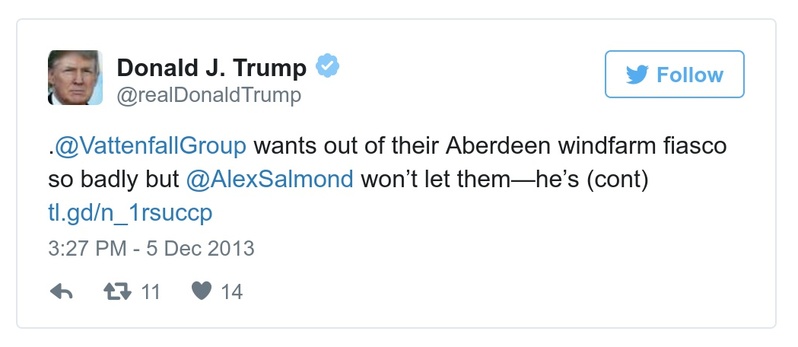 Donald J. Trump
@realDonaldTrump
Follow
.@VattenfallGroup wants out of their Aberdeen windfarm fiasco
so badly but @AlexSalmond won’t let them—he’s (cont)
tl.gd/n_1rsuccp
3:27 PM - 5 Dec 2013
11 14